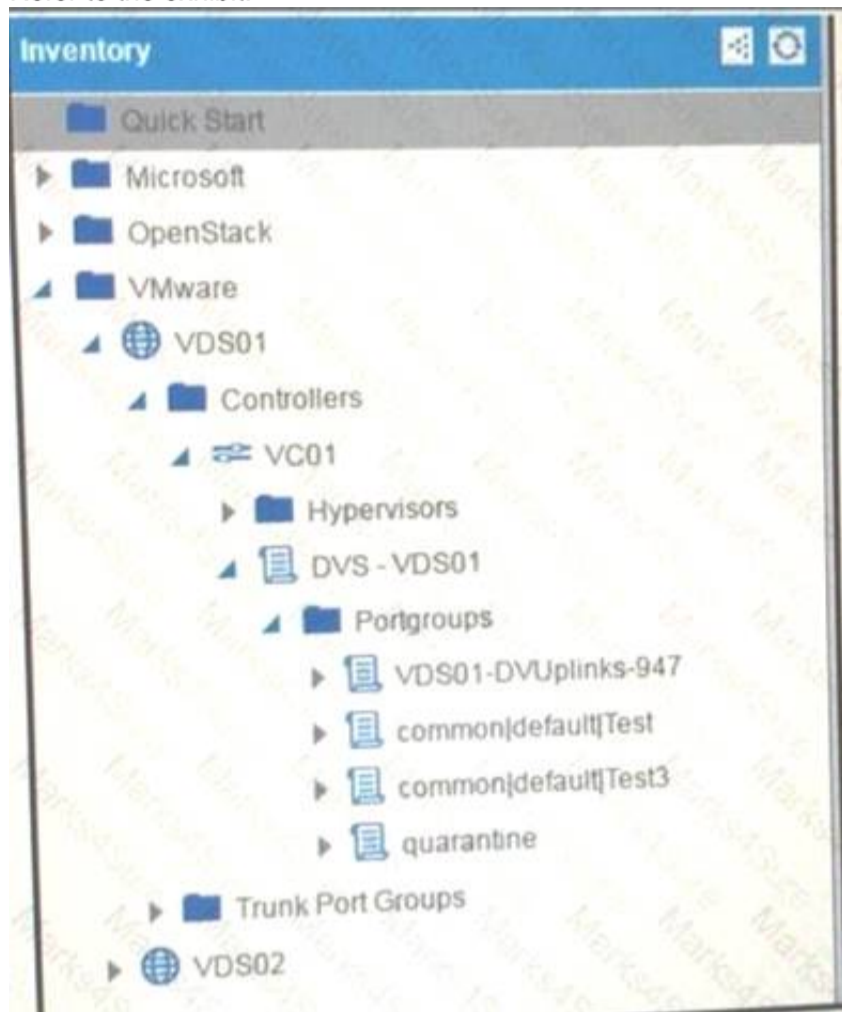 Inventory
Quick Start
Microsoft
OpenStack
VMware
VDS01
Controllers
VC01
Hypervisors
DVS - VDS01
Portgroups
VDS01-DVUplinks-947
common|default|Test
common|default|Test3
quarantine
Trunk Port Groups
VDS02